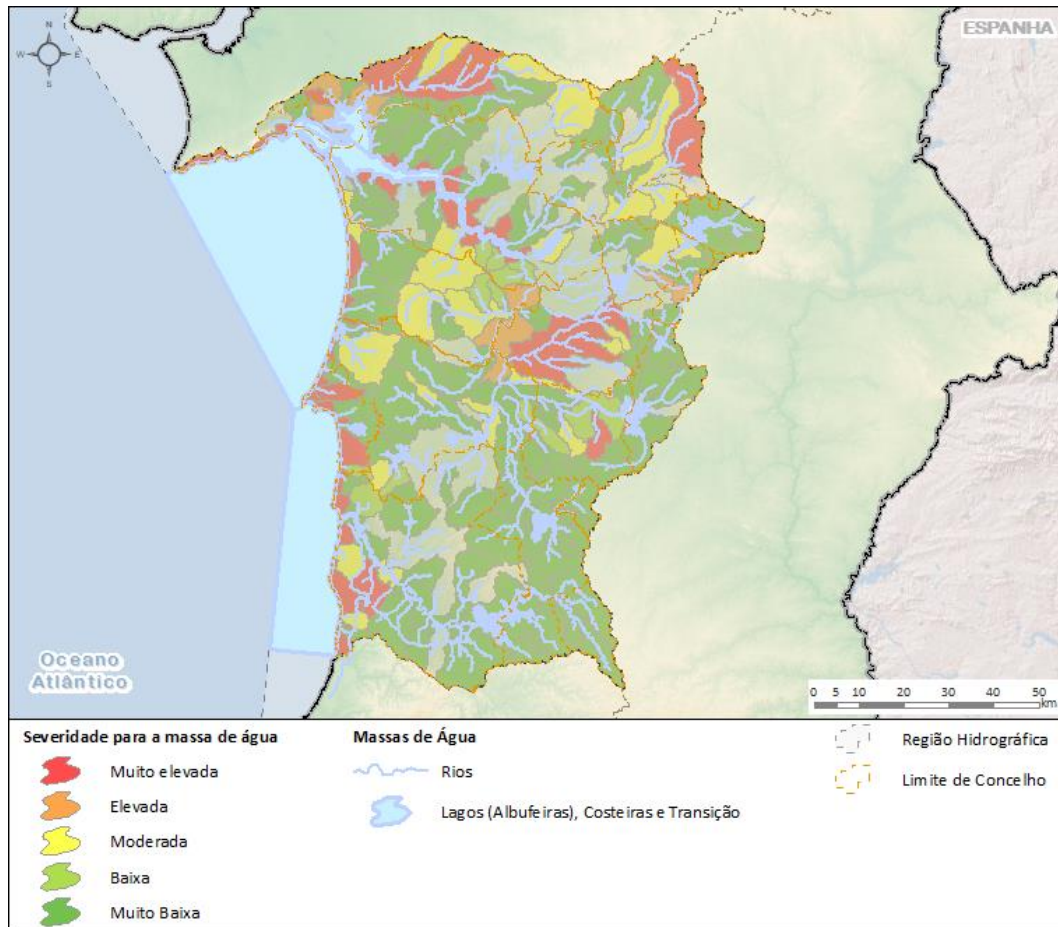 N
W E
S
ESPANHA
Oceano
Atlântico
0 5 10 20 30 40 50
km
Severidade para a massa de água
Muito elevada
Elevada
Moderada
Baixa
Muito Baixa
Massas de Água
Rios
Lagos (Albufeiras), Costeiras e Transição
Região Hidrográfica
Limite de Concelho